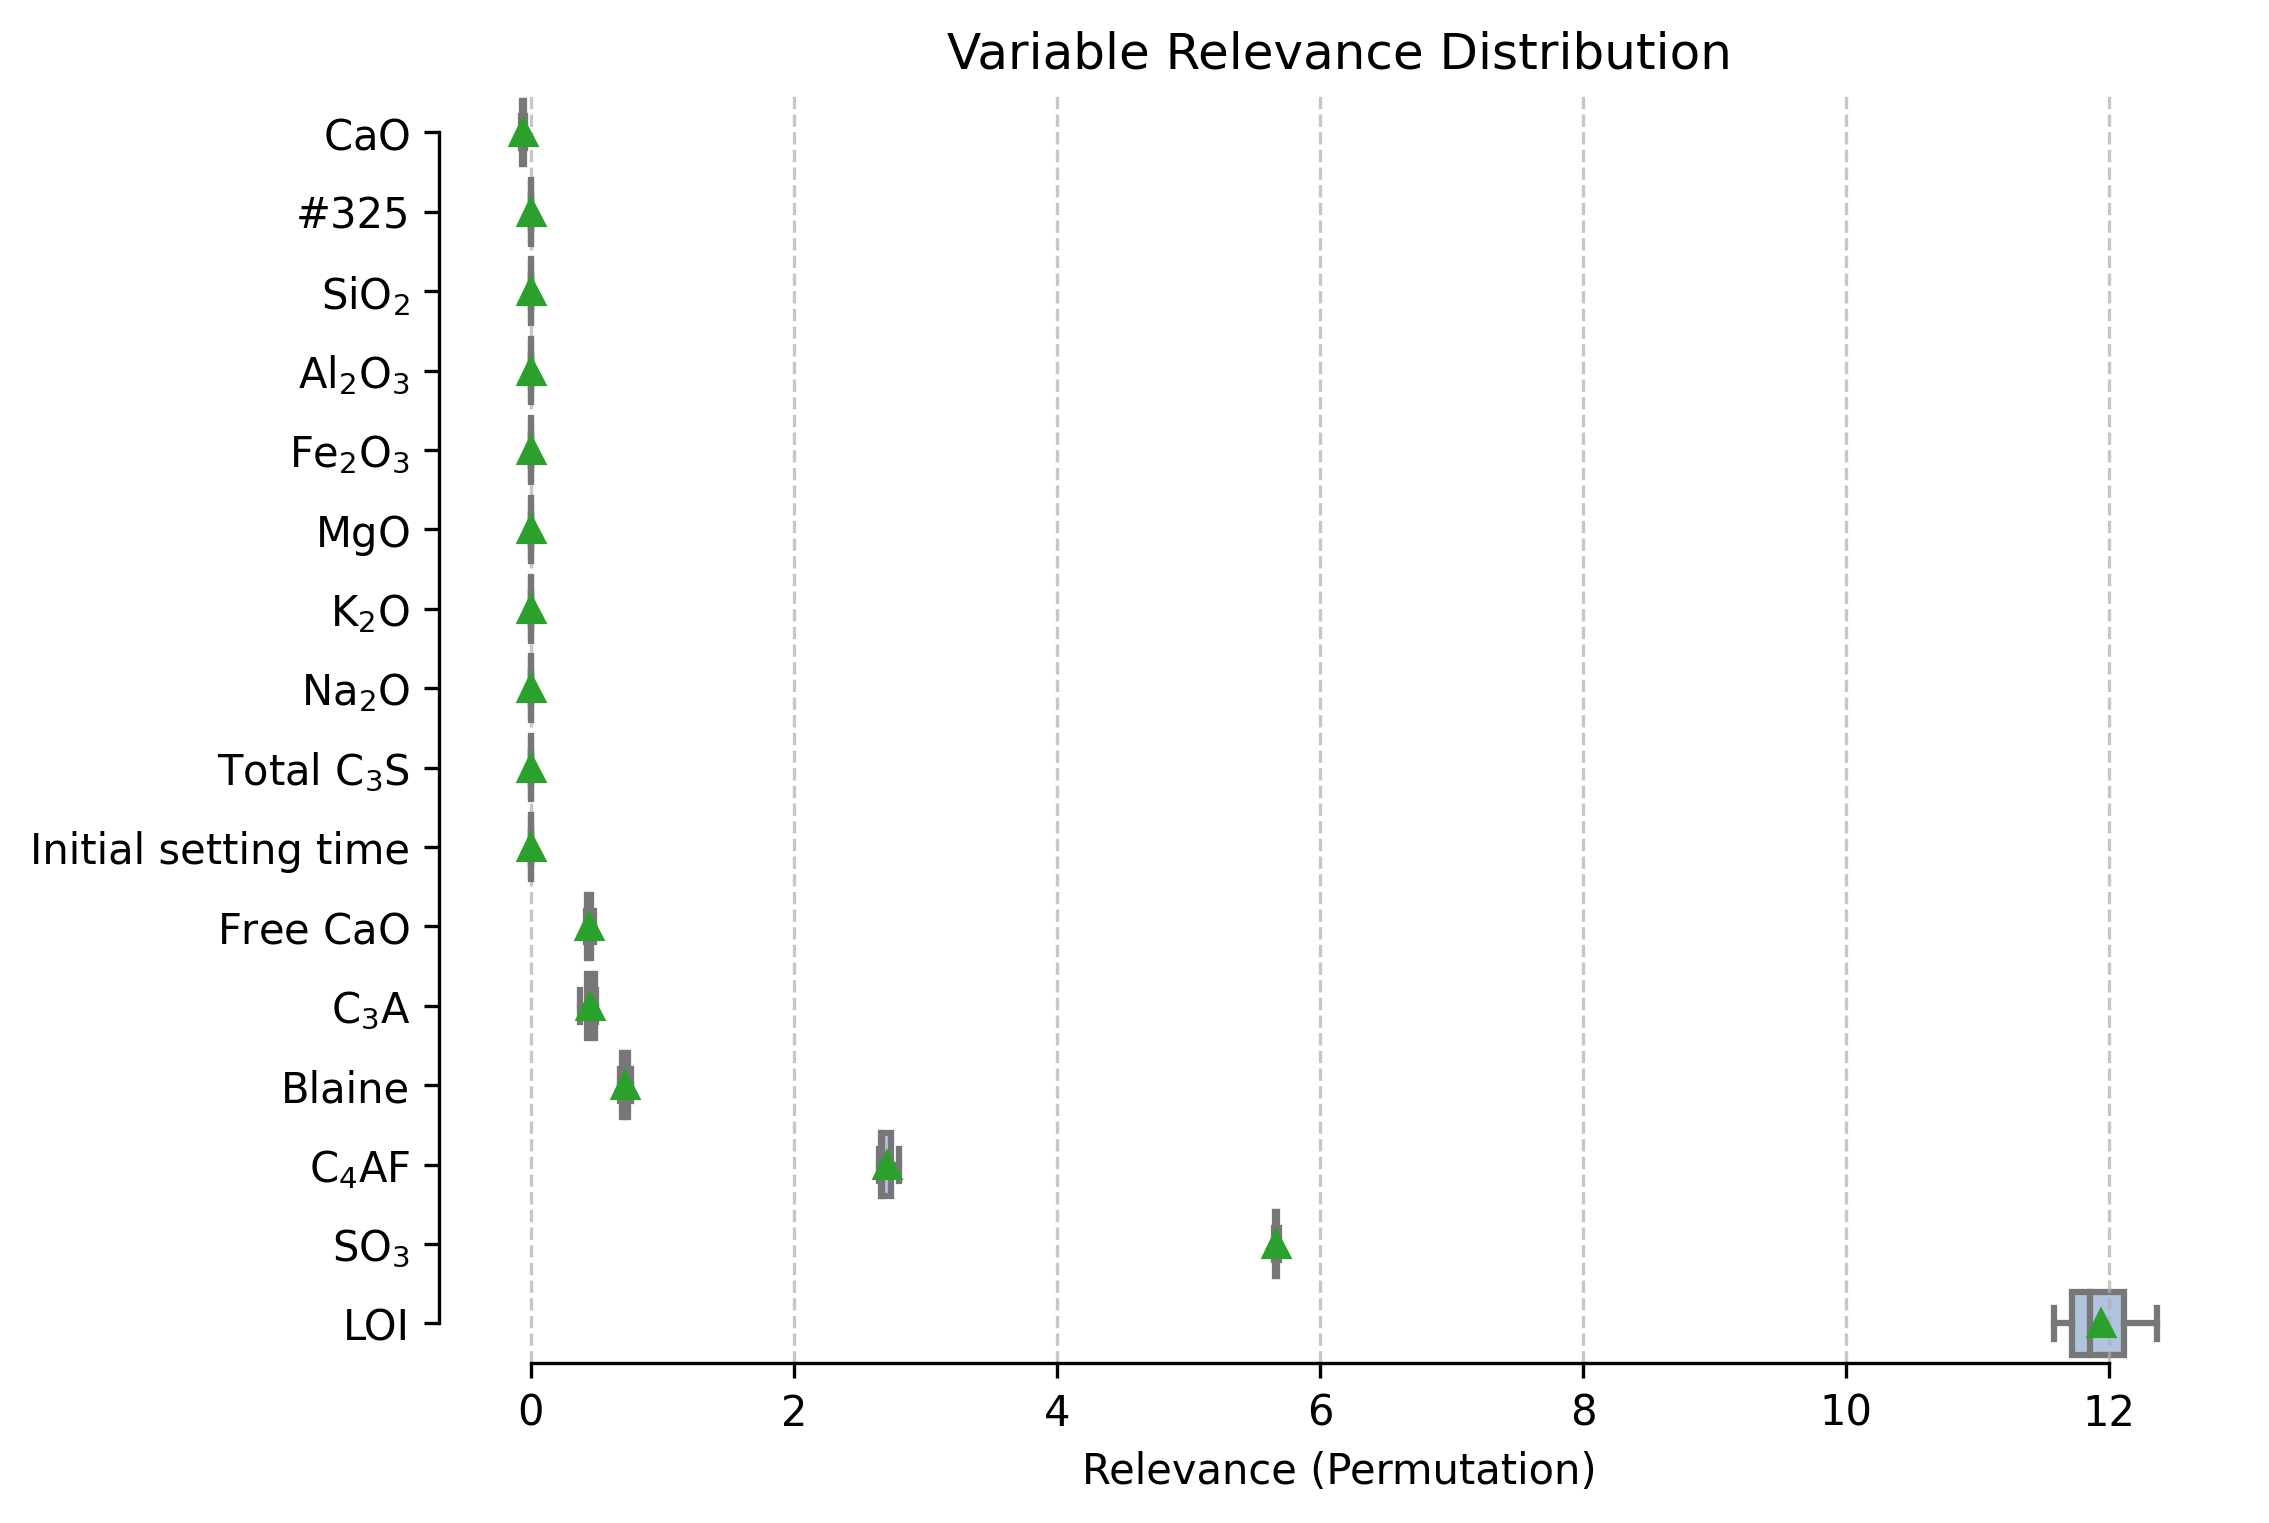 Variable Relevance Distribution
CaO
#325
SiO₂
Al₂O₃
Fe₂O₃
MgO
K₂O
Na₂O
Total C₃S
Initial setting time
Free CaO
C₃A
Blaine
C₄AF
SO₃
LOI
0 2 4 6 8 10 12
Relevance (Permutation)